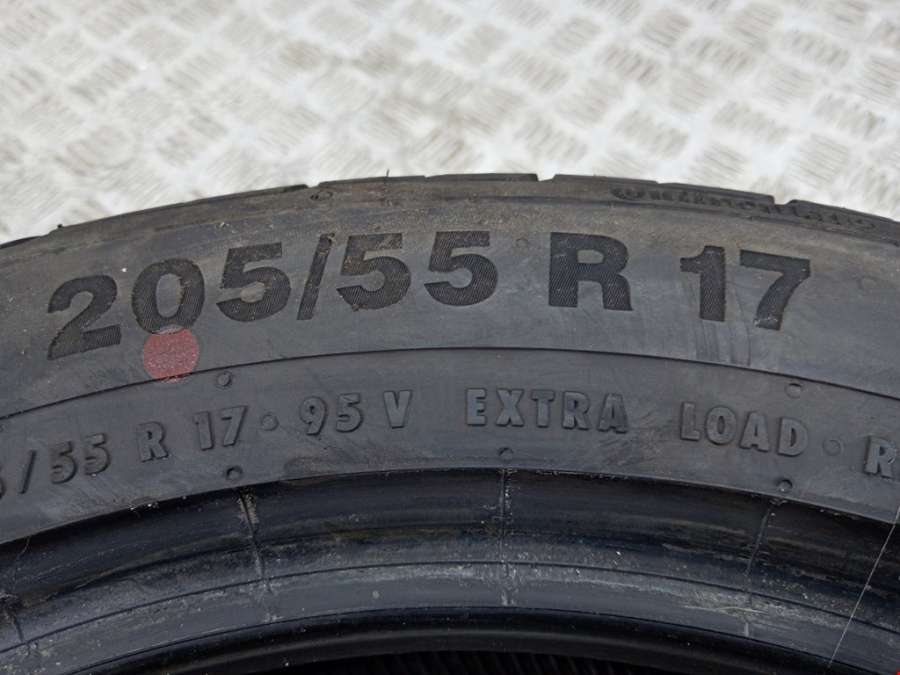 205/55 R 17
/55 R 17 · 95 V EXTRA LOAD · R